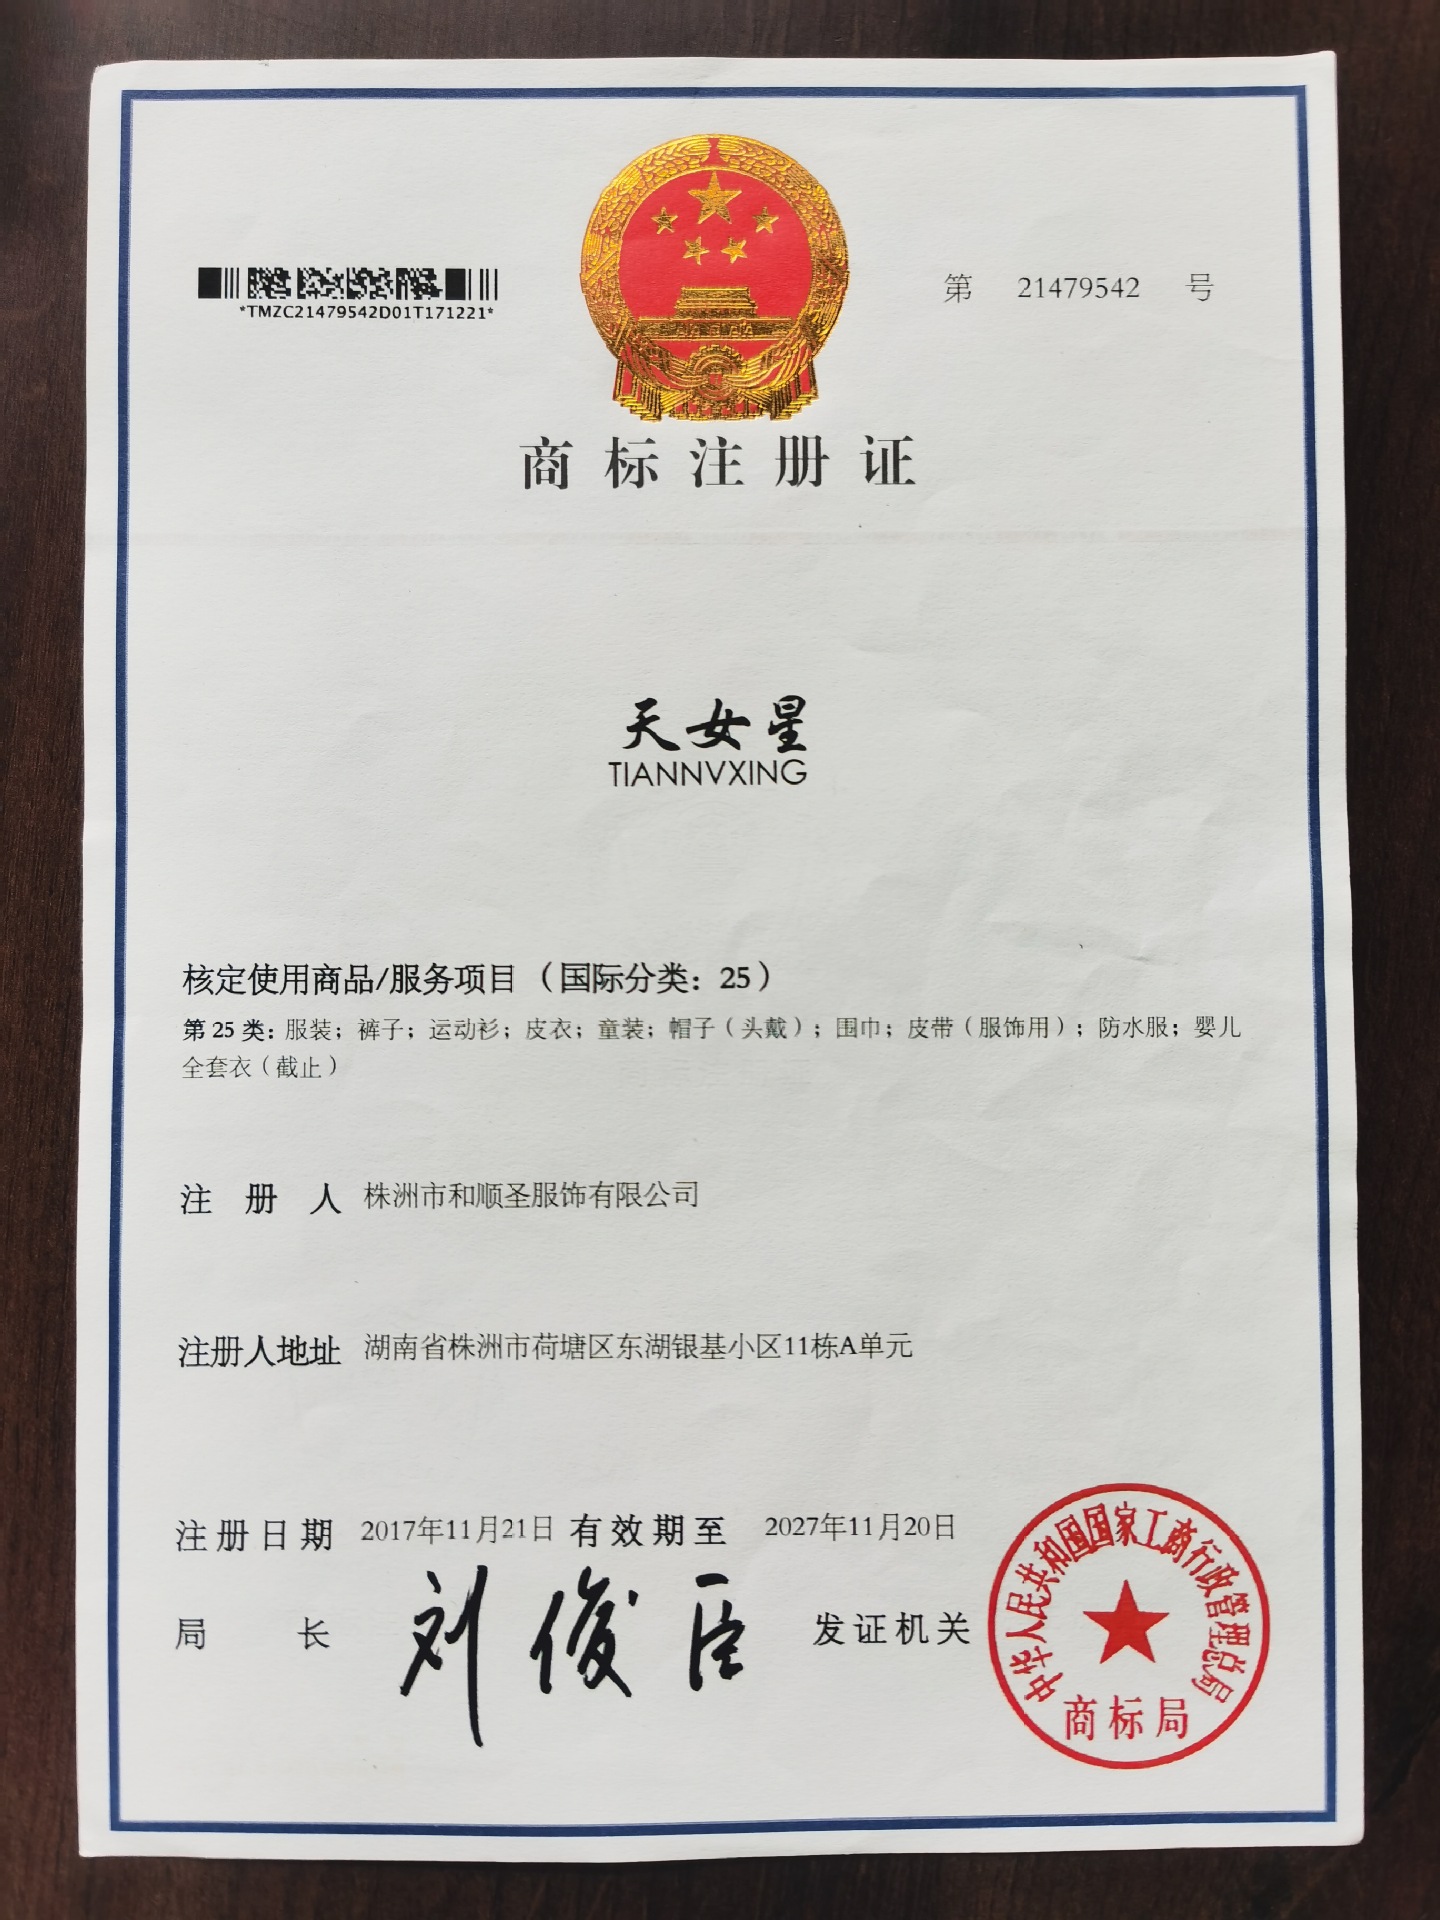 *TMZC21479542D01T171221*
第 21479542 号
商标注册证
天女星
TIANNVXING
核定使用商品/服务项目（国际分类：25）
第 25 类：服装；裤子；运动衫；皮衣；童装；帽子（头戴）；围巾；皮带（服饰用）；防水服；婴儿
全套衣（截止）
注 册 人 株洲市和顺圣服饰有限公司
注册人地址 湖南省株洲市荷塘区东湖银基小区11栋A单元
注册日期 2017年11月21日 有效期至 2027年11月20日
局 长 刘俊臣 发证机关
中华人民共和国国家工商行政管理总局
商标局